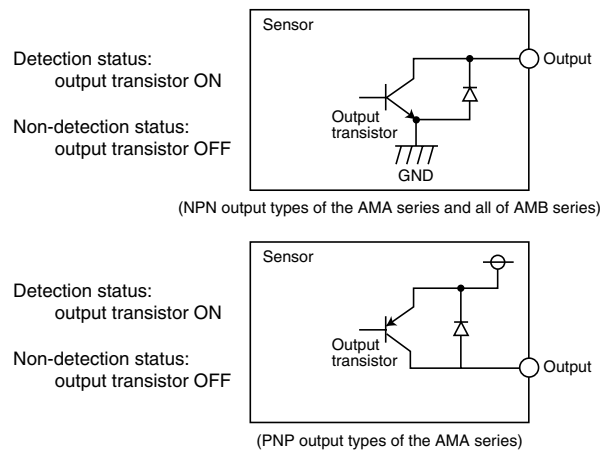 Sensor
Detection status:
output transistor ON
Non-detection status:
output transistor OFF
Output
transistor
GND
Output
(NPN output types of the AMA series and all of AMB series)
Sensor
Detection status:
output transistor ON
Non-detection status:
output transistor OFF
Output
transistor
Output
(PNP output types of the AMA series)